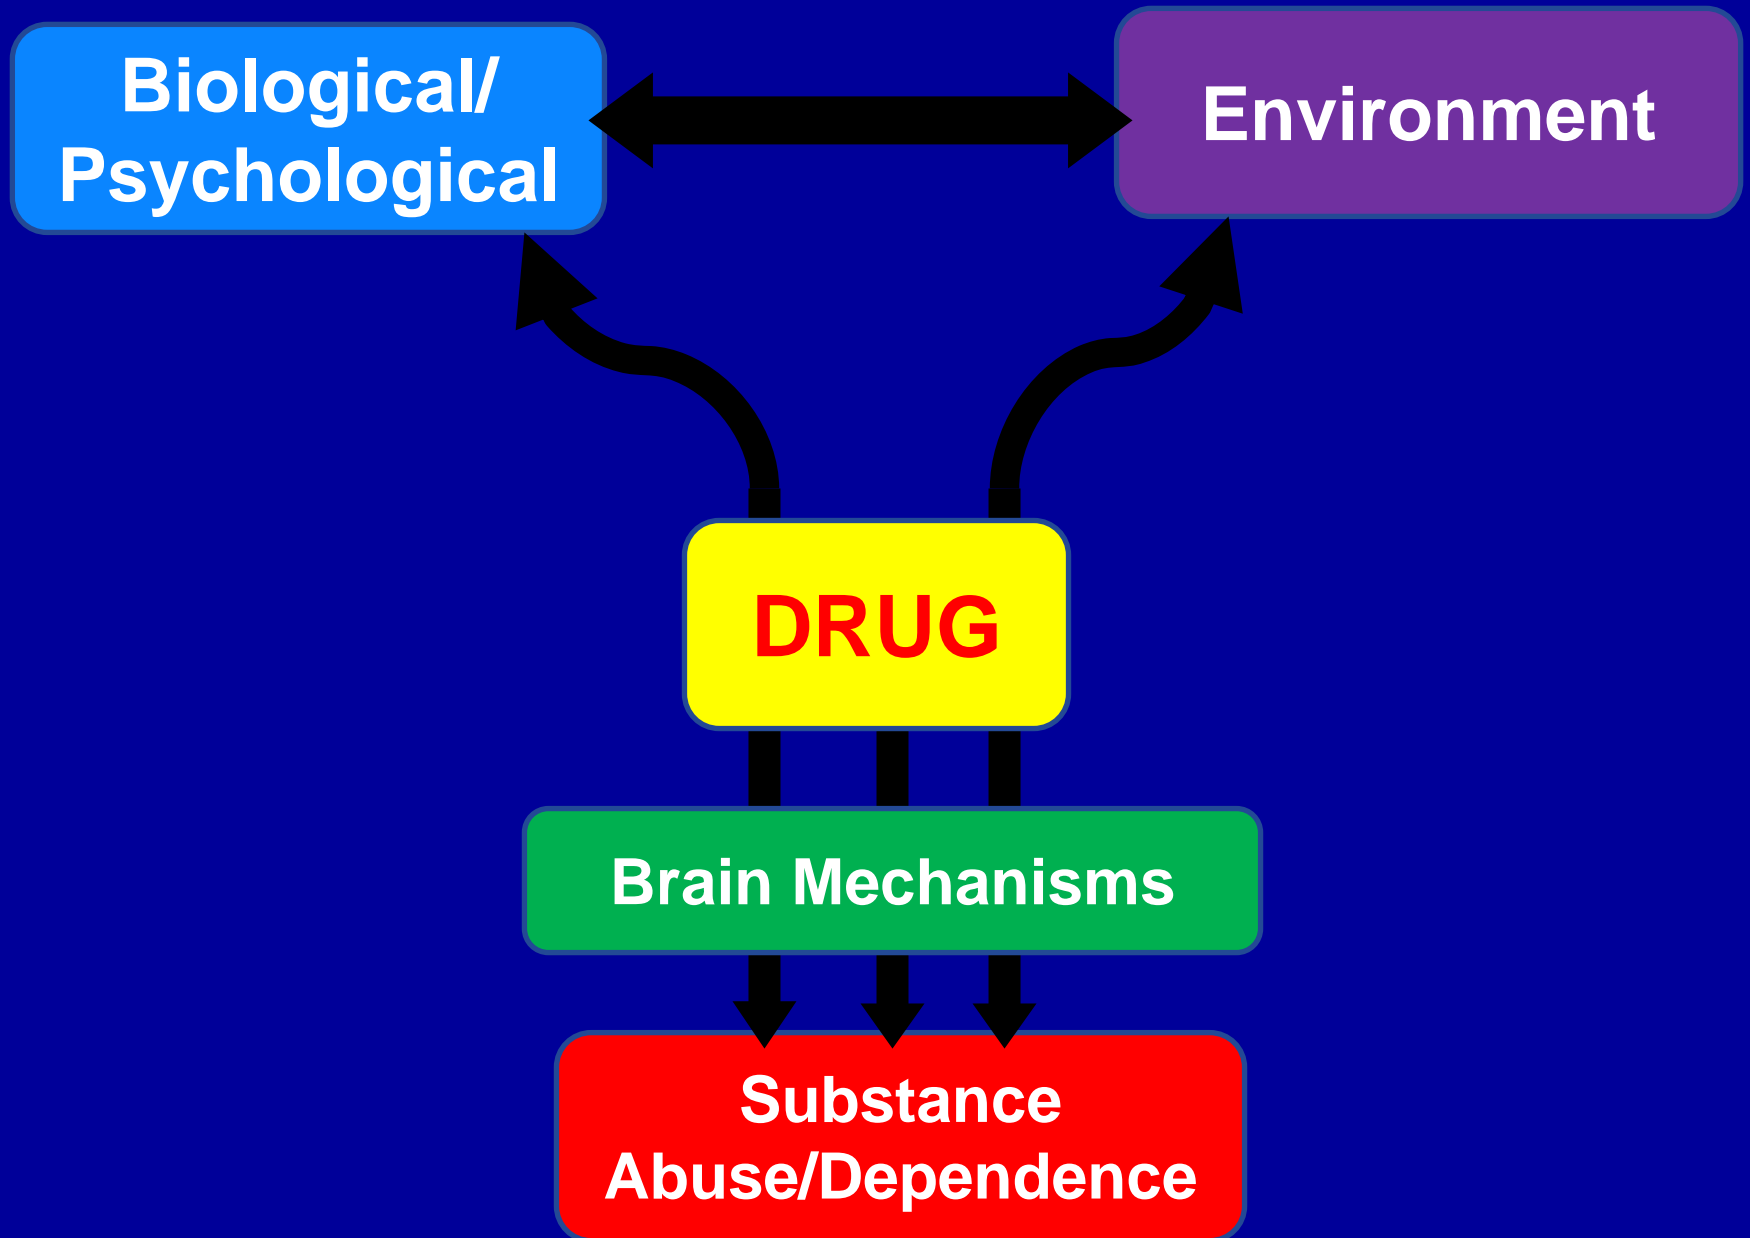 Biological/
Psychological
Environment
DRUG
Brain Mechanisms
Substance
Abuse/Dependence